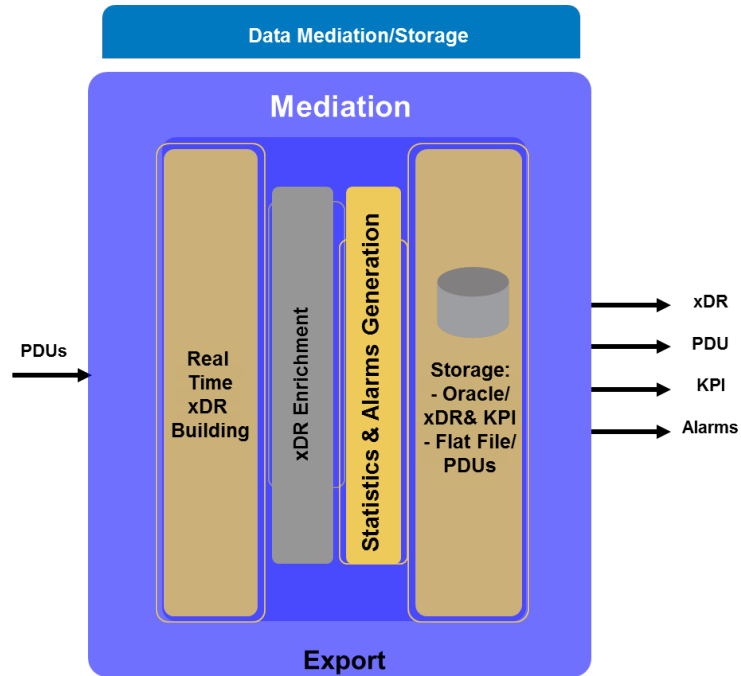 Data Mediation/Storage
Mediation
PDUs
Real
Time
xDR
Building
xDR Enrichment
Statistics & Alarms Generation
Storage:
- Oracle/
xDR& KPI
- Flat File/
PDUs
xDR
PDU
KPI
Alarms
Export